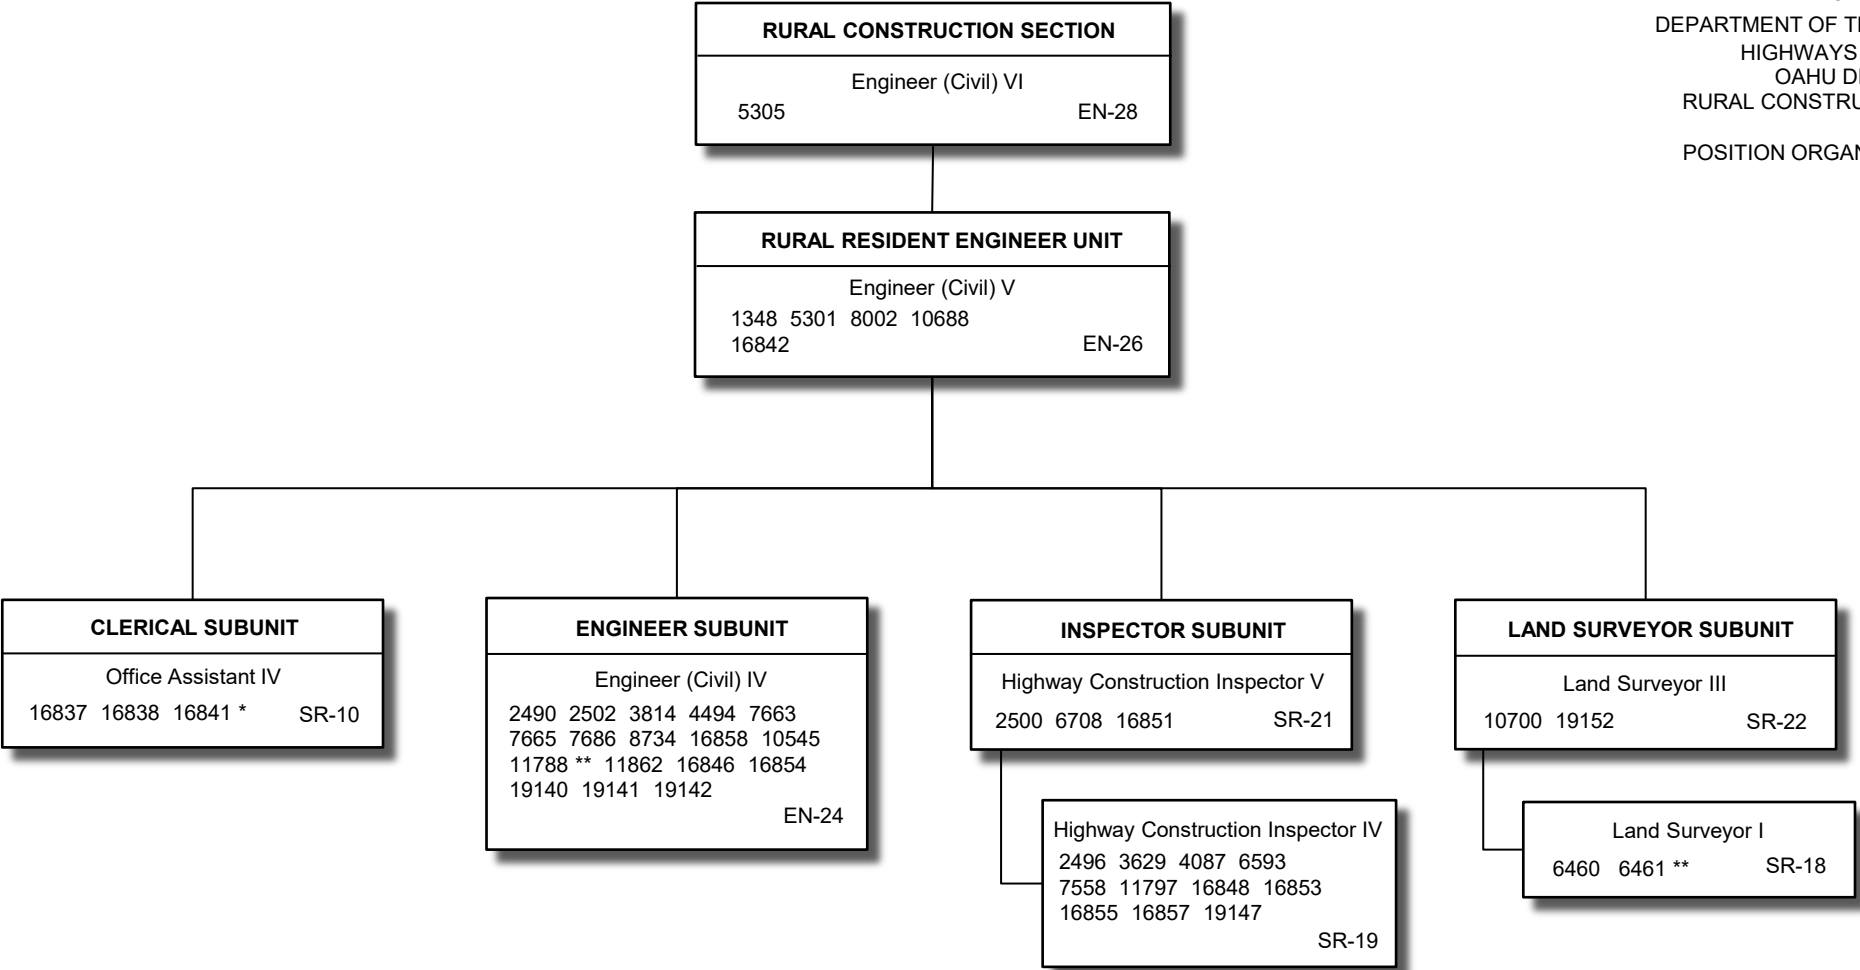 DEPARTMENT OF
HIGHWAYS
OAHU
RURAL
POSITION
RURAL CONSTRUCTION SECTION
Engineer (Civil) VI
5305 EN-28
RURAL RESIDENT ENGINEER UNIT
Engineer (Civil) V
1348 5301 8002 10688
16842 EN-26
CLERICAL SUBUNIT
Office Assistant IV
16837 16838 16841 * SR-10
ENGINEER SUBUNIT
Engineer (Civil) IV
2490 2502 3814 4494 7663
7665 7686 8734 16858 10545
11788 ** 11862 16846 16854
19140 19141 19142
EN-24
INSPECTOR SUBUNIT
Highway Construction Inspector V
2500 6708 16851 SR-21
Highway Construction Inspector IV
2496 3629 4087 6593
7558 11797 16848 16853
16855 16857 19147
SR-19
LAND SURVEYOR SUBUNIT
Land Surveyor III
10700 19152 SR-22
Land Surveyor I
6460 6461 ** SR-18